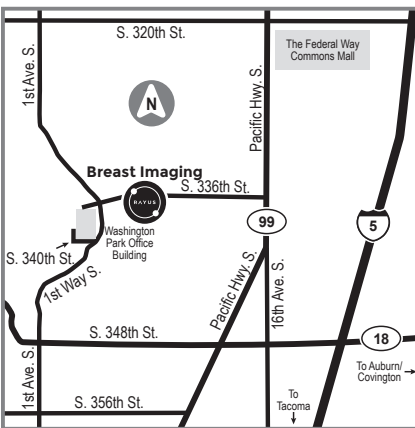 S. 320th St.
1st Ave. S.
Pacific Hwy. S.
The Federal Way
Commons Mall
N
Breast Imaging
RAYUS
S. 336th St.
Washington
Park Office
Building
S. 340th St.
1st Way S.
99
5
Pacific Hwy. S.
16th Ave. S.
S. 348th St.
18
To Auburn/
Covington
1st Ave. S.
S. 356th St.
To
Tacoma